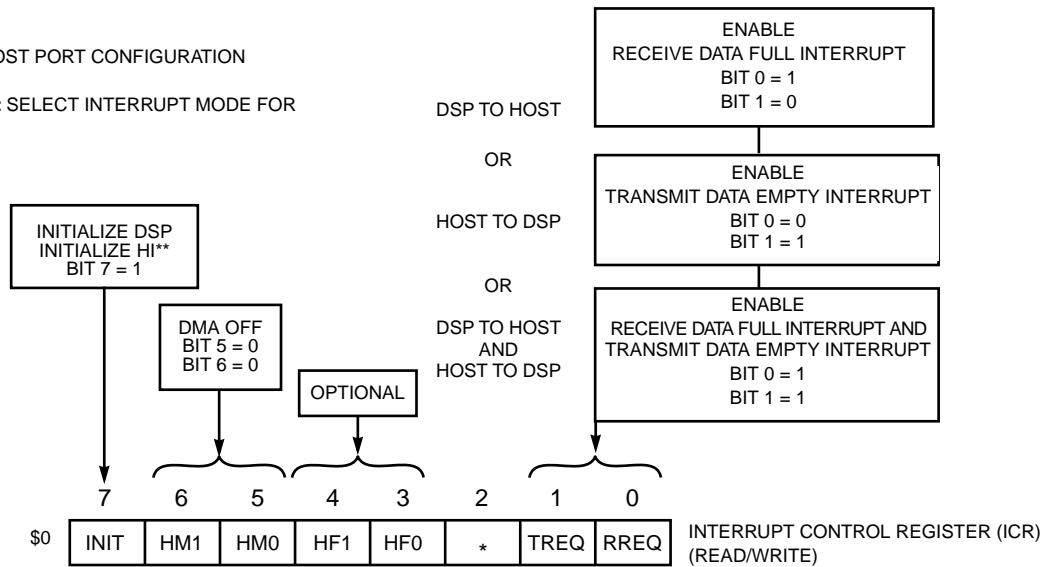 OST PORT CONFIGURATION
: SELECT INTERRUPT MODE FOR
ENABLE
RECEIVE DATA FULL INTERRUPT
BIT 0 = 1
BIT 1 = 0
DSP TO HOST
OR
ENABLE
TRANSMIT DATA EMPTY INTERRUPT
BIT 0 = 0
BIT 1 = 1
HOST TO DSP
OR
ENABLE
RECEIVE DATA FULL INTERRUPT AND
TRANSMIT DATA EMPTY INTERRUPT
BIT 0 = 1
BIT 1 = 1
DSP TO HOST
AND
HOST TO DSP
INITIALIZE DSP
INITIALIZE HI**
BIT 7 = 1
DMA OFF
BIT 5 = 0
BIT 6 = 0
OPTIONAL
7 6 5 4 3 2 1 0
$0 INIT HM1 HM0 HF1 HF0 * TREQ RREQ
INTERRUPT CONTROL REGISTER (ICR)
(READ/WRITE)